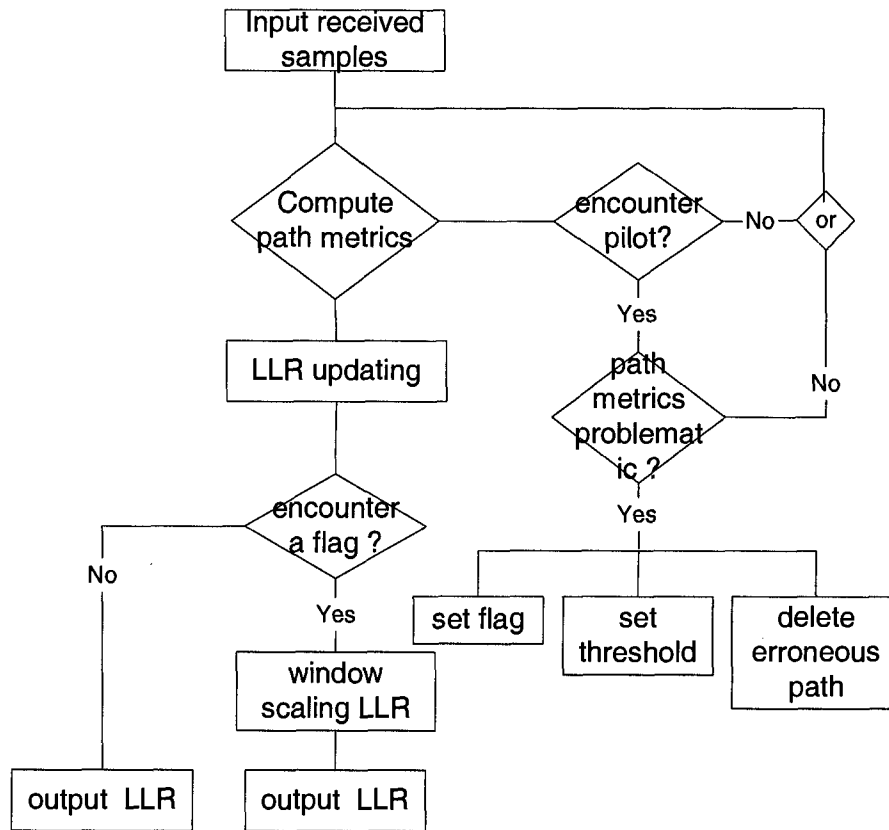 Input received
samples
Compute
path metrics
encounter
pilot?
No
or
Yes
LLR updating
path
metrics
problemat
ic ?
No
encounter
a flag ?
Yes
No
Yes
set flag
set
threshold
delete
erroneous
path
window
scaling LLR
output LLR
output LLR